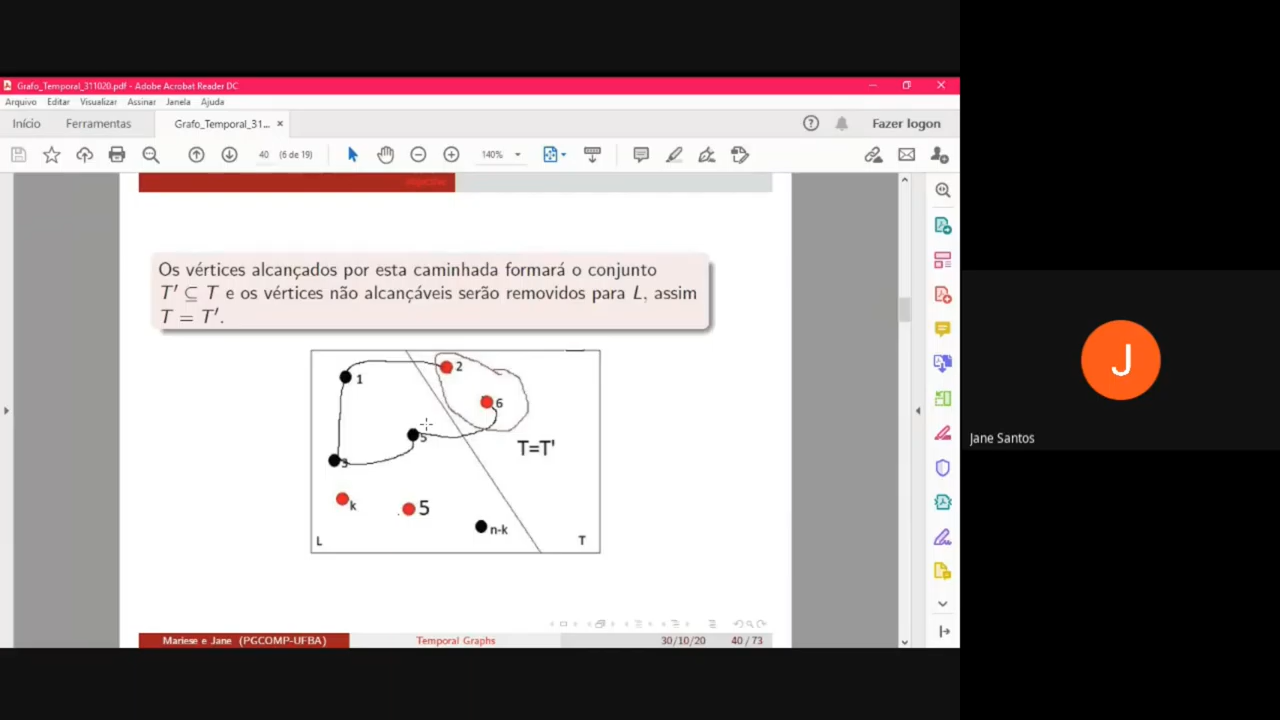 Grafo_Temporal_311020.pdf - Adobe Acrobat Reader DC
Arquivo Editar Visualizar Assinar Janela Ajuda
Início Ferramentas Grafo_Temporal_31... × Fazer logon
40 (6 de 19) 140%
Os vértices alcançados por esta caminhada formará o conjunto
T' ⊆ T e os vértices não alcançáveis serão removidos para L, assim
T = T'.
1
2
6
5
T=T'
3
k
5
n-k
L
T
J
Jane Santos
Mariese e Jane (PGCOMP-UFBA) Temporal Graphs 30/10/20 40 / 73